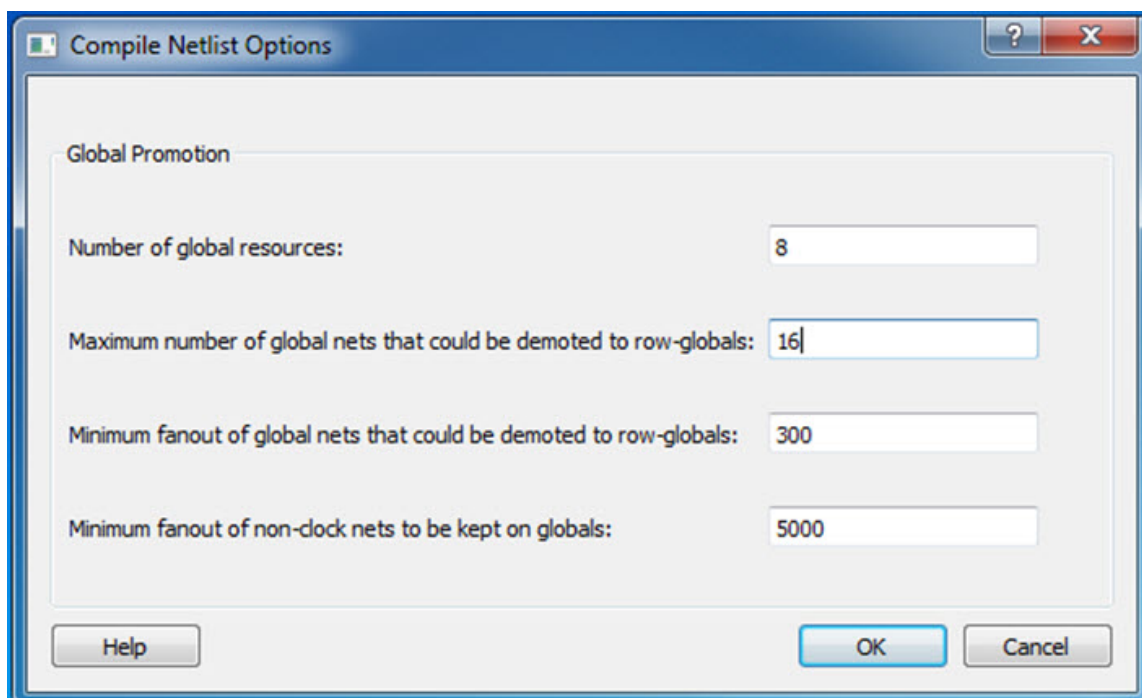 Compile Netlist Options
Global Promotion
Number of global resources: 8
Maximum number of global nets that could be demoted to row-globals: 16
Minimum fanout of global nets that could be demoted to row-globals: 300
Minimum fanout of non-clock nets to be kept on globals: 5000
Help OK Cancel